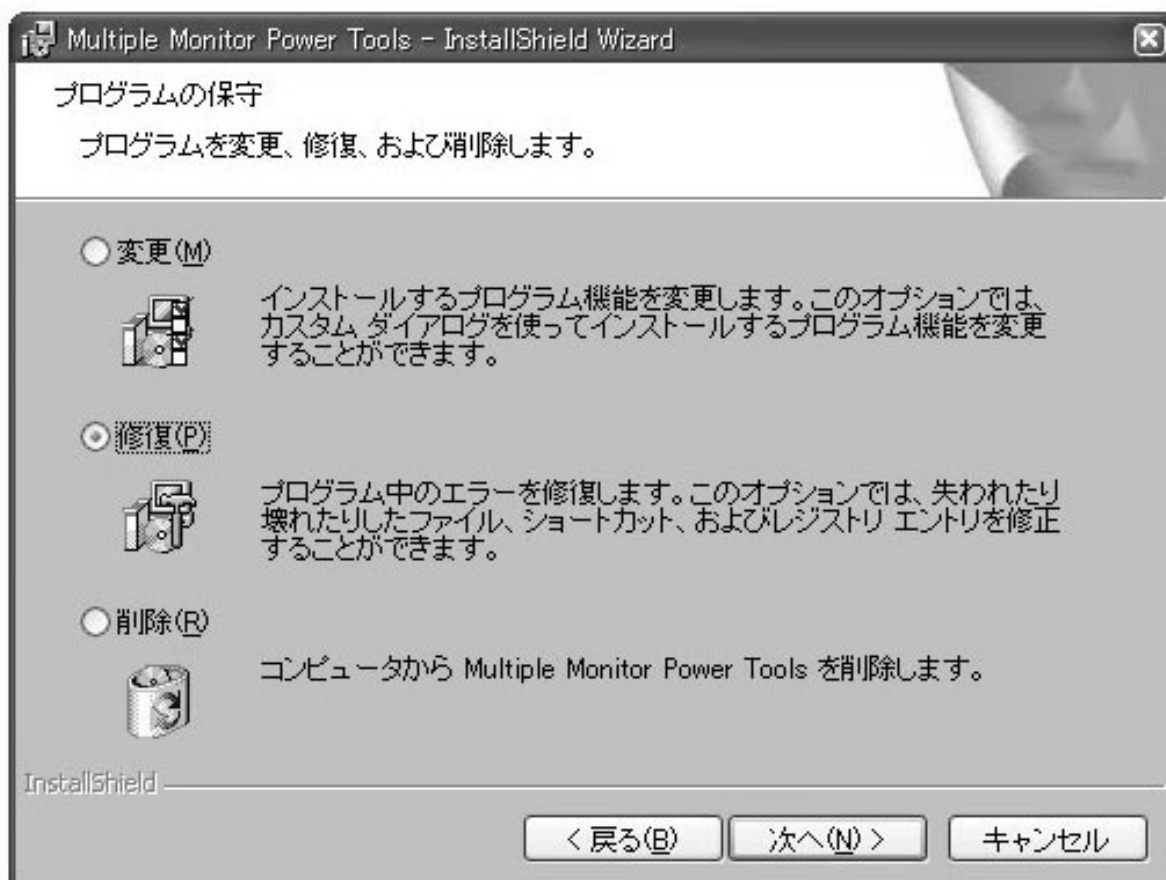 Multiple Monitor Power Tools - InstallShield Wizard
プログラムの保守
プログラムを変更、修復、および削除します。
変更(M)
インストールするプログラム機能を変更します。このオプションでは、
カスタム ダイアログを使ってインストールするプログラム機能を変更
することができます。
修復(P)
プログラム中のエラーを修復します。このオプションでは、失われたり
壊れたりしたファイル、ショートカット、およびレジストリ エントリを修正
することができます。
削除(R)
コンピュータから Multiple Monitor Power Tools を削除します。
InstallShield
< 戻る(B)
次へ(N) >
キャンセル